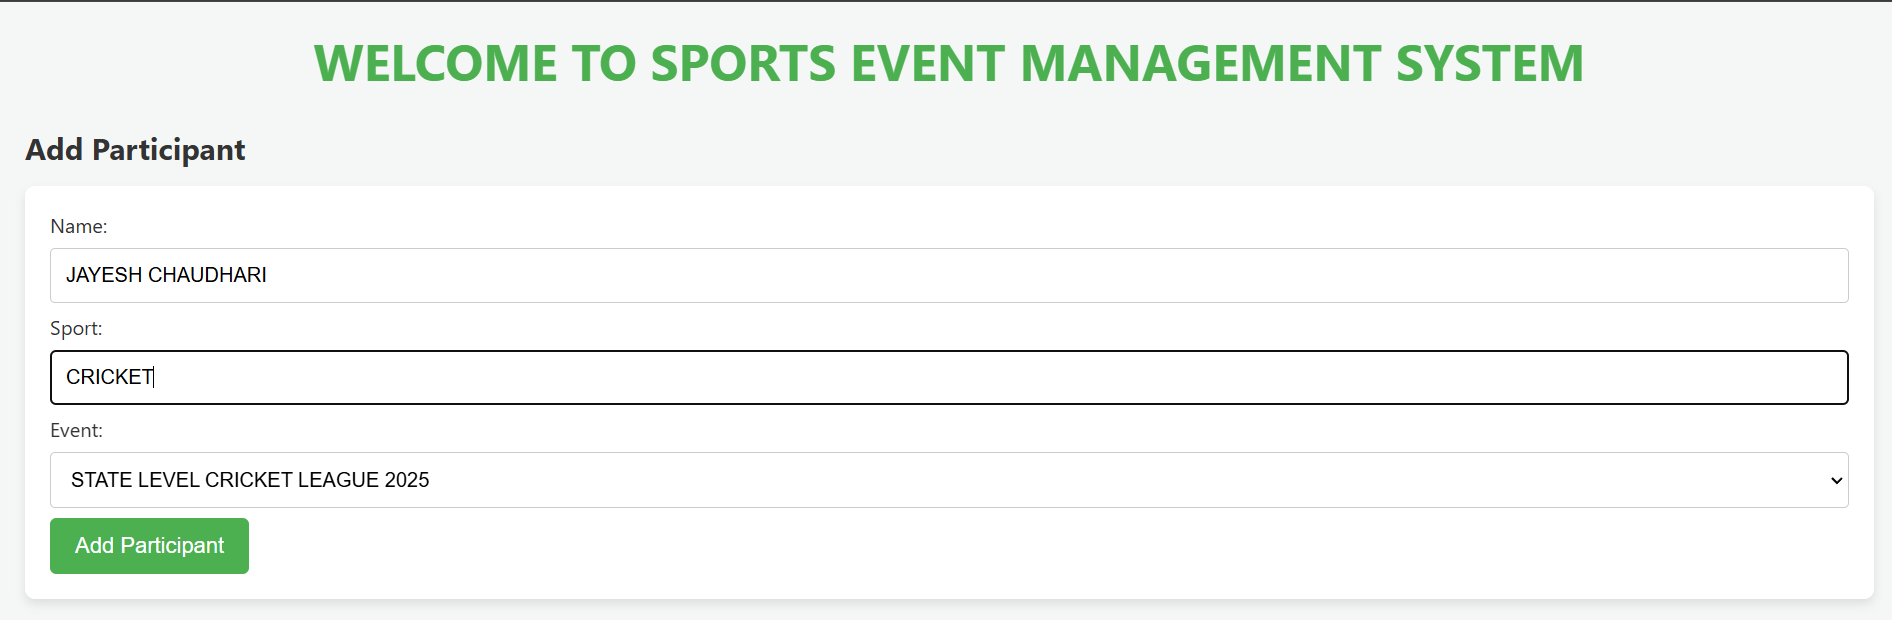 WELCOME TO SPORTS EVENT MANAGEMENT SYSTEM
Add Participant
Name:
JAYESH CHAUDHARI
Sport:
CRICKET
Event:
STATE LEVEL CRICKET LEAGUE 2025
Add Participant